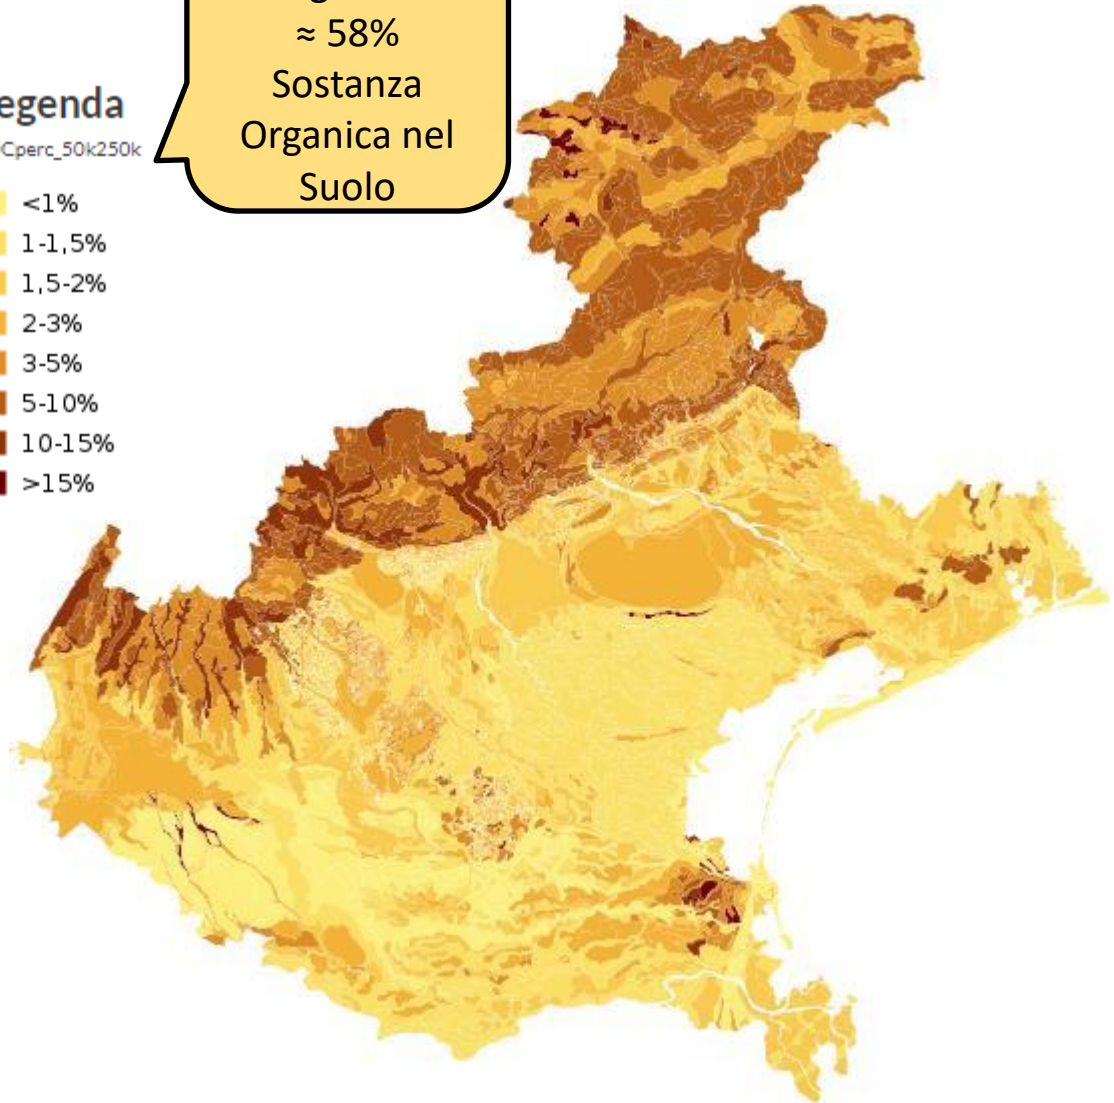 ≈ 58%
Sostanza
Organica nel
Suolo
egenda
Cperc_50k250k
<1%
1-1,5%
1,5-2%
2-3%
3-5%
5-10%
10-15%
>15%